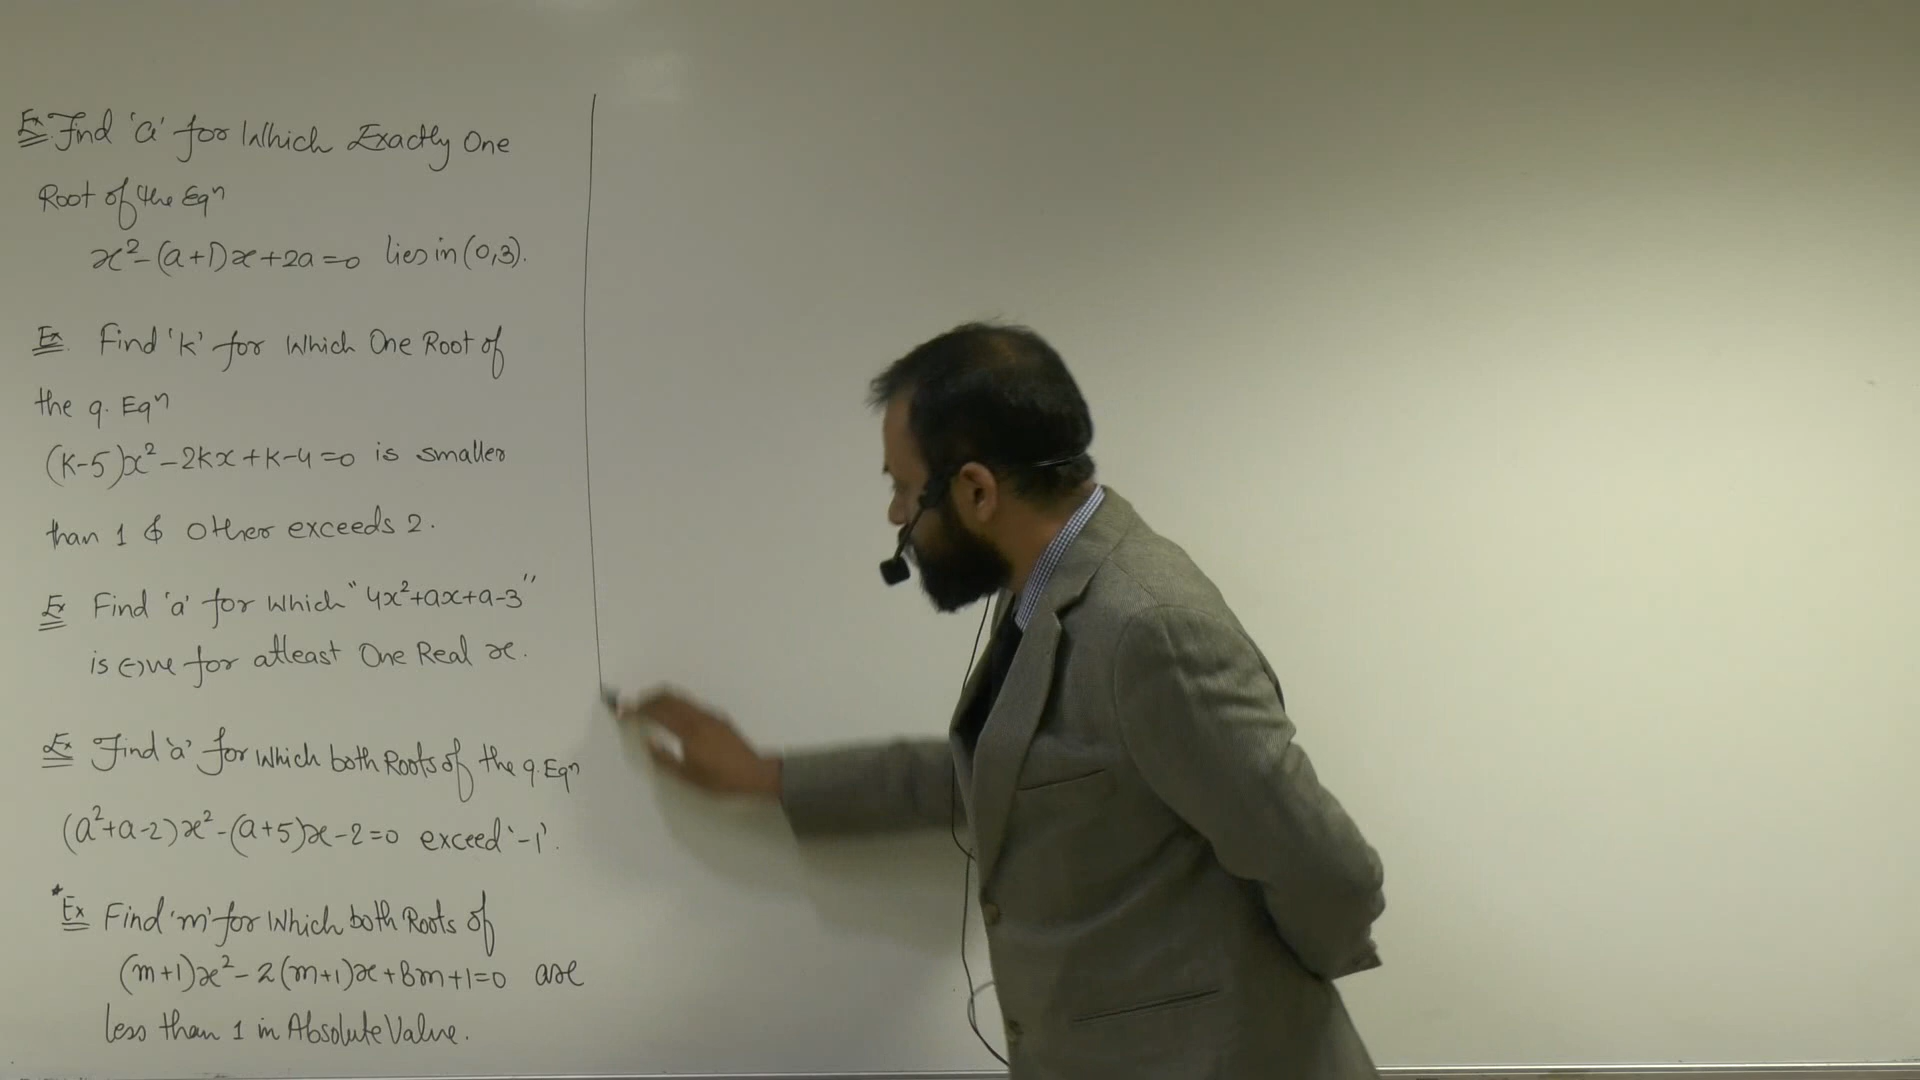 Ex. Find 'a' for Which Exactly One
Root of the Eqⁿ
x² - (a+1)x + 2a = 0 lies in (0,3).
Ex. Find 'k' for Which One Root of
the q. Eqⁿ
(k-5)x² - 2kx + k-4 = 0 is smaller
than 1 & Other exceeds 2.
Ex Find 'a' for Which "4x²+ax+a-3"
is (-)ve for atleast One Real x.
Ex Find 'a' for Which both Roots of the q. Eqⁿ
(a²+a-2)x² - (a+5)x - 2 = 0 exceed '-1'.
*Ex Find 'm' for Which both Roots of
(m+1)x² - 2(m+1)x + 8m + 1 = 0 are
less than 1 in Absolute Value.